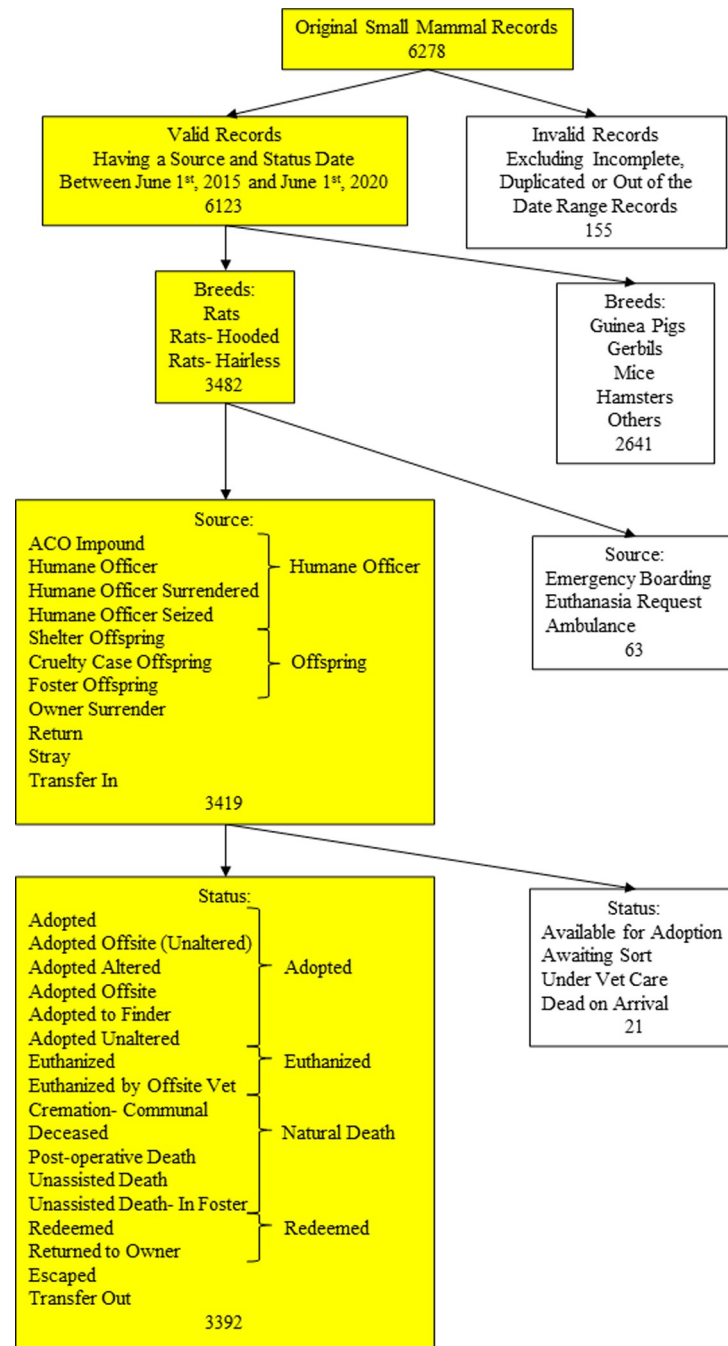 Original Small Mammal Records
6278
Valid Records
Having a Source and Status Date
Between June 1st, 2015 and June 1st, 2020
6123
Invalid Records
Excluding Incomplete,
Duplicated or Out of the
Date Range Records
155
Breeds:
Rats
Rats- Hooded
Rats- Hairless
3482
Breeds:
Guinea Pigs
Gerbils
Mice
Hamsters
Others
2641
Source:
ACO Impound
Humane Officer
Humane Officer Surrendered
Humane Officer Seized
Humane Officer
Shelter Offspring
Cruelty Case Offspring
Foster Offspring
Offspring
Owner Surrender
Return
Stray
Transfer In
3419
Source:
Emergency Boarding
Euthanasia Request
Ambulance
63
Status:
Adopted
Adopted Offsite (Unaltered)
Adopted Altered
Adopted Offsite
Adopted to Finder
Adopted Unaltered
Adopted
Euthanized
Euthanized by Offsite Vet
Euthanized
Cremation- Communal
Deceased
Post-operative Death
Unassisted Death
Unassisted Death- In Foster
Natural Death
Redeemed
Returned to Owner
Redeemed
Escaped
Transfer Out
3392
Status:
Available for Adoption
Awaiting Sort
Under Vet Care
Dead on Arrival
21